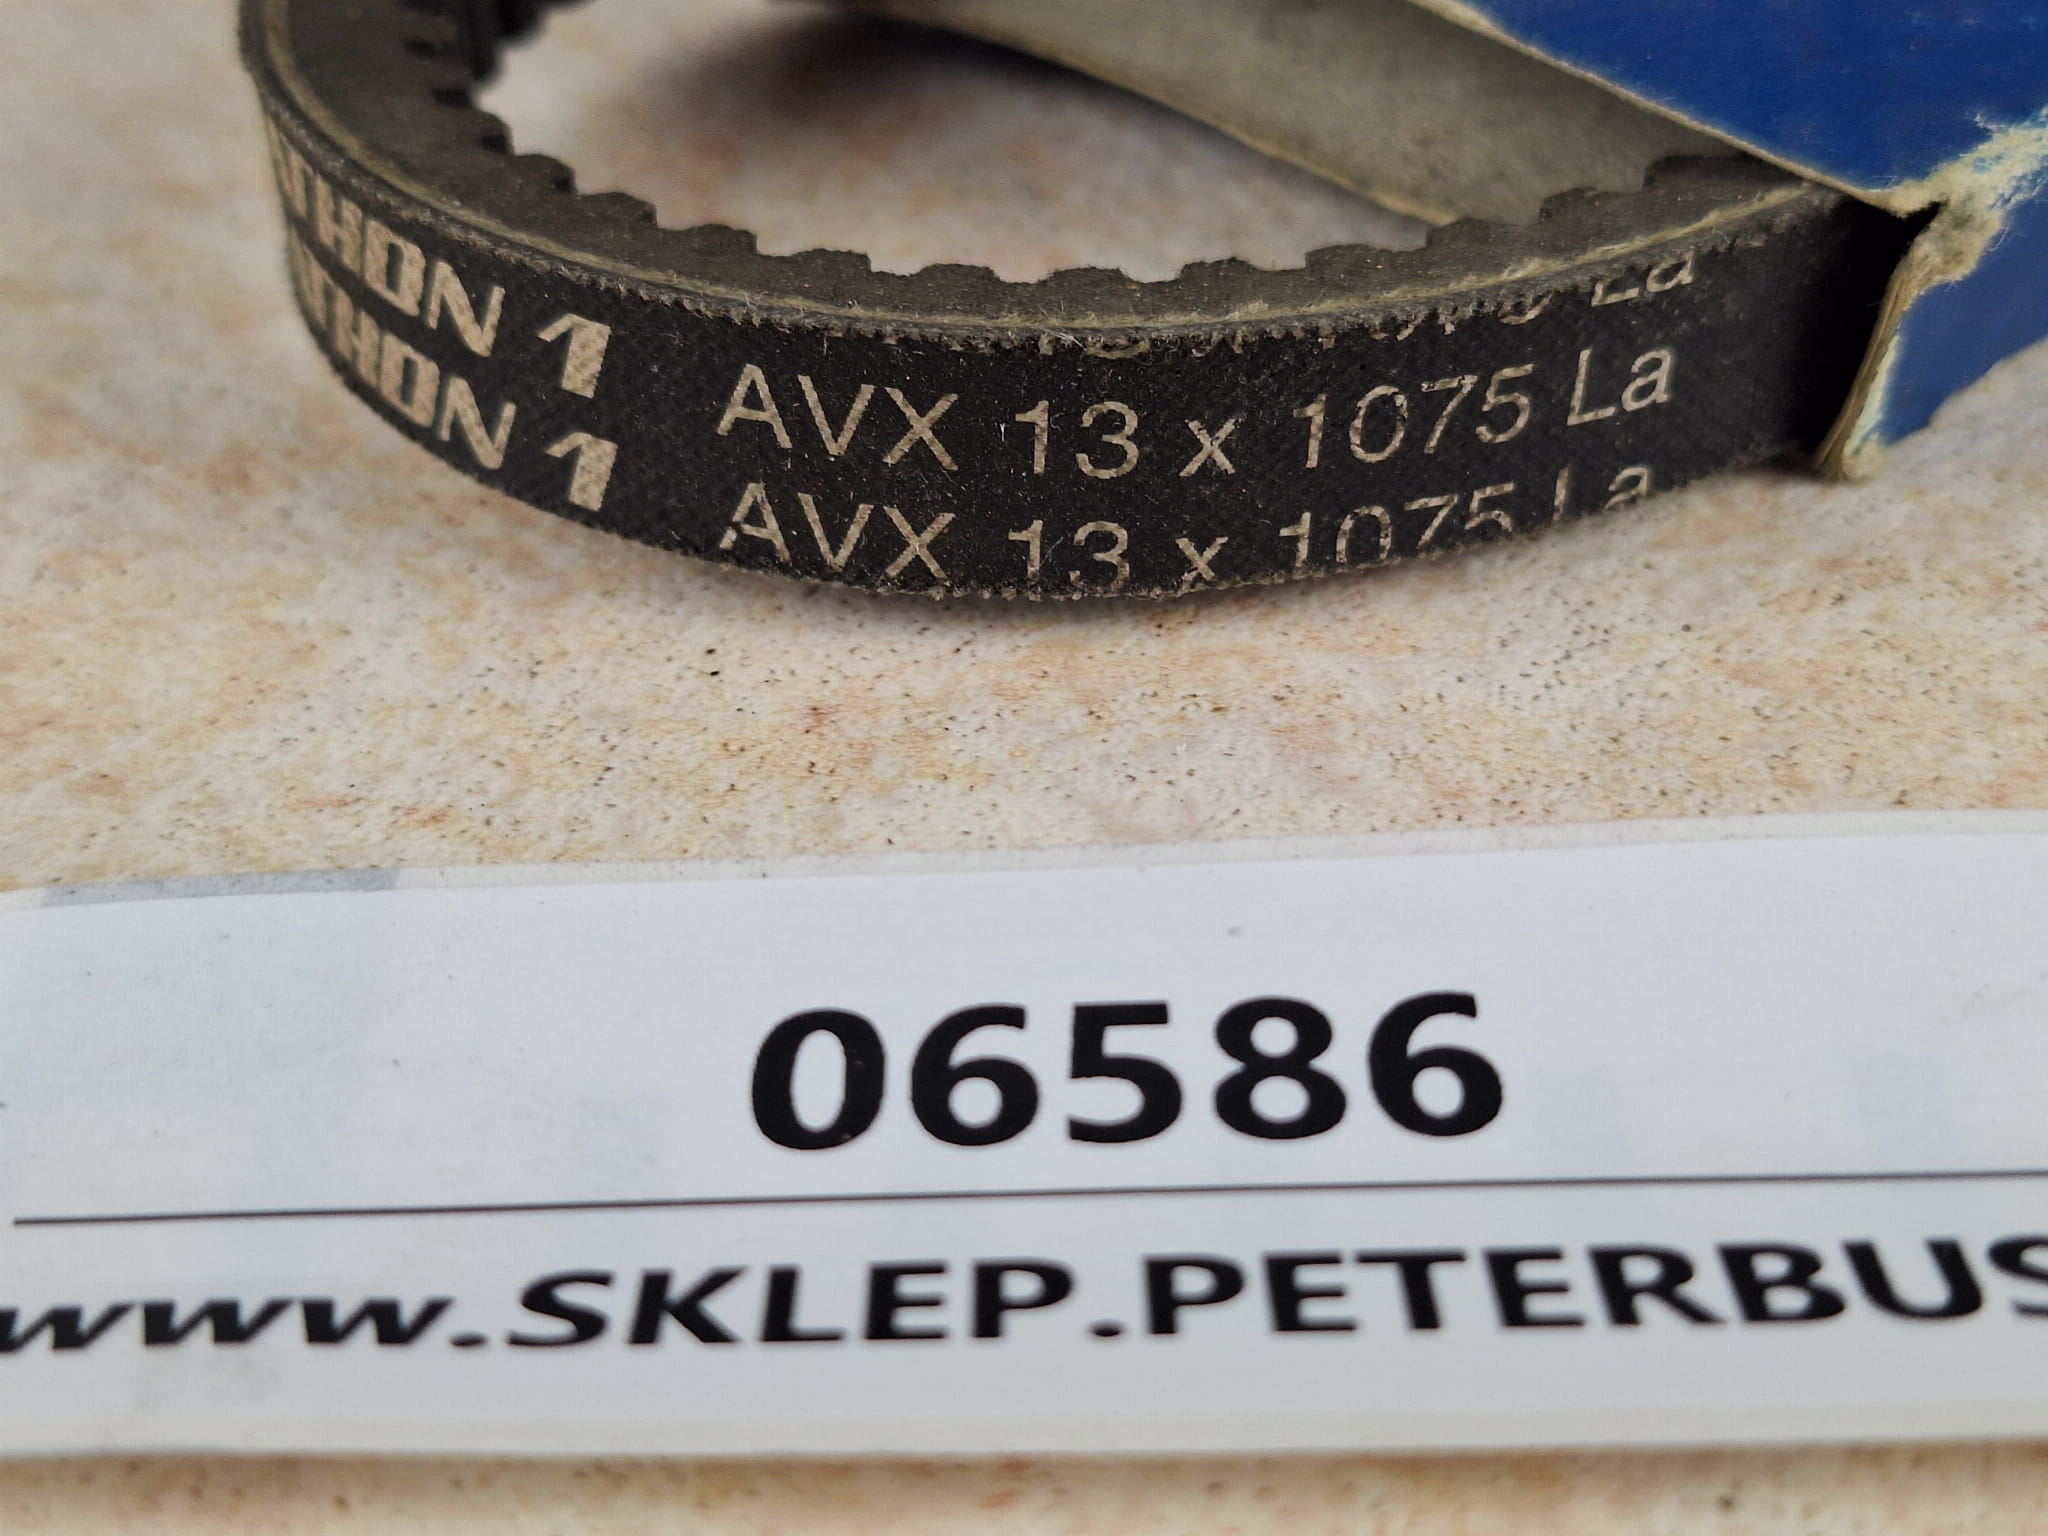 THON 1 AVX 13 x 1075 La
THON 1 AVX 13 x 1075 La
06586
www.SKLEP.PETERBUS